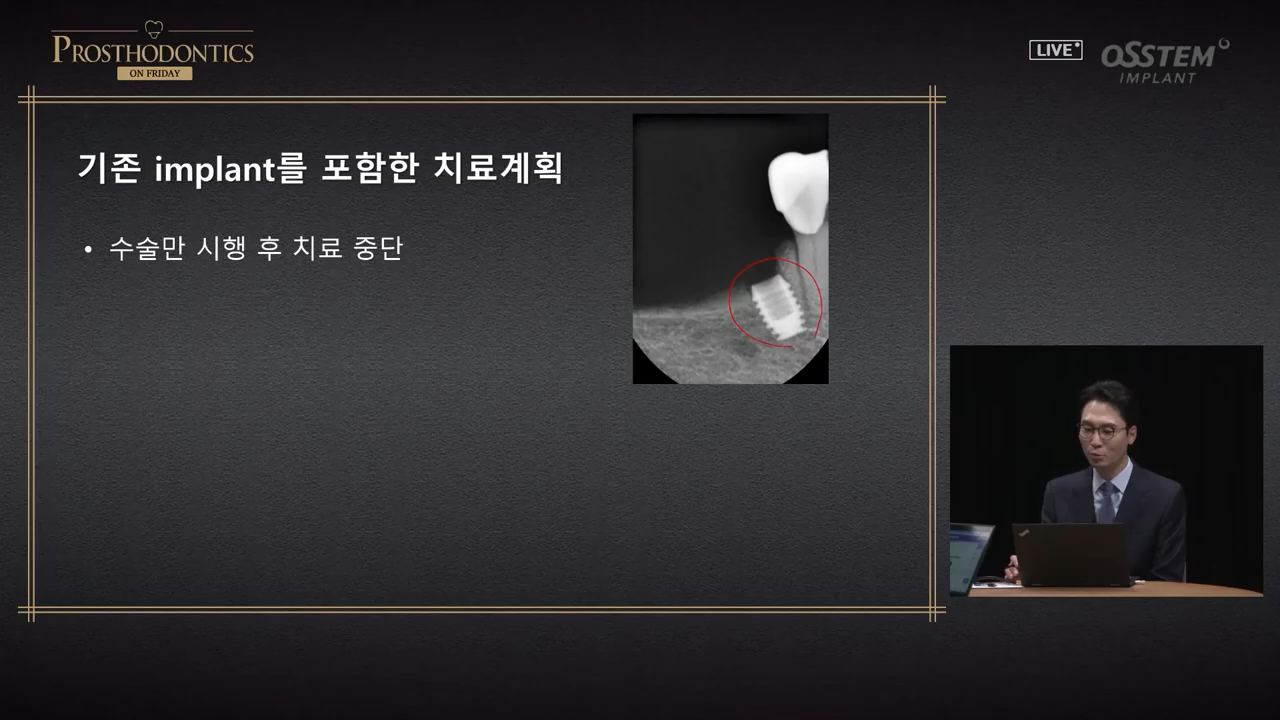 PROSTHODONTICS
ON FRIDAY
LIVE
OSSTEM
IMPLANT
기존 implant를 포함한 치료계획
• 수술만 시행 후 치료 중단